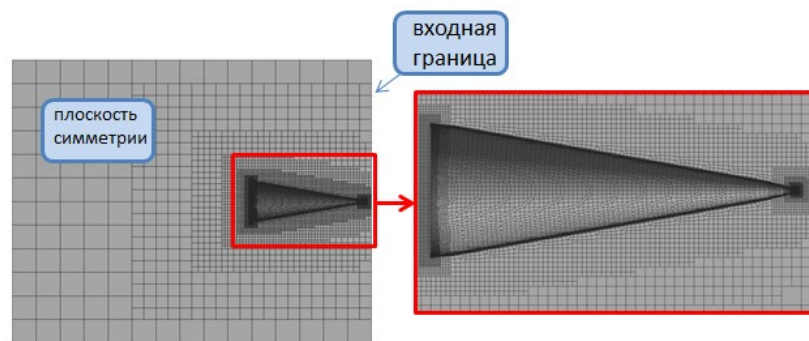 входная
граница
плоскость
симметрии